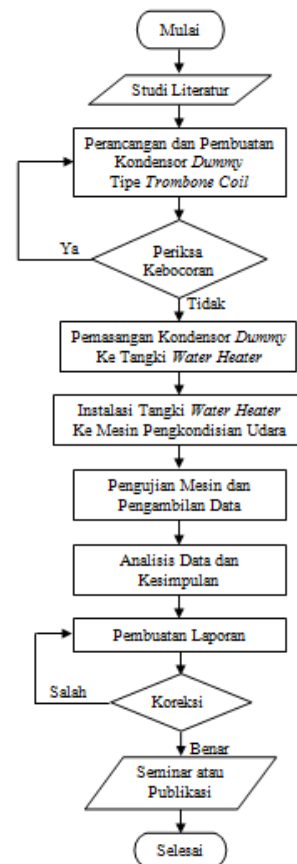 Mulai
Studi Literatur
Perancangan dan Pembuatan
Kondensor Dummy
Tipe Trombone Coil
Ya
Periksa
Kebocoran
Tidak
Pemasangan Kondensor Dummy
Ke Tangki Water Heater
Instalasi Tangki Water Heater
Ke Mesin Pengkondisian Udara
Pengujian Mesin dan
Pengambilan Data
Analisis Data dan
Kesimpulan
Pembuatan Laporan
Salah
Koreksi
Benar
Seminar atau
Publikasi
Selesai